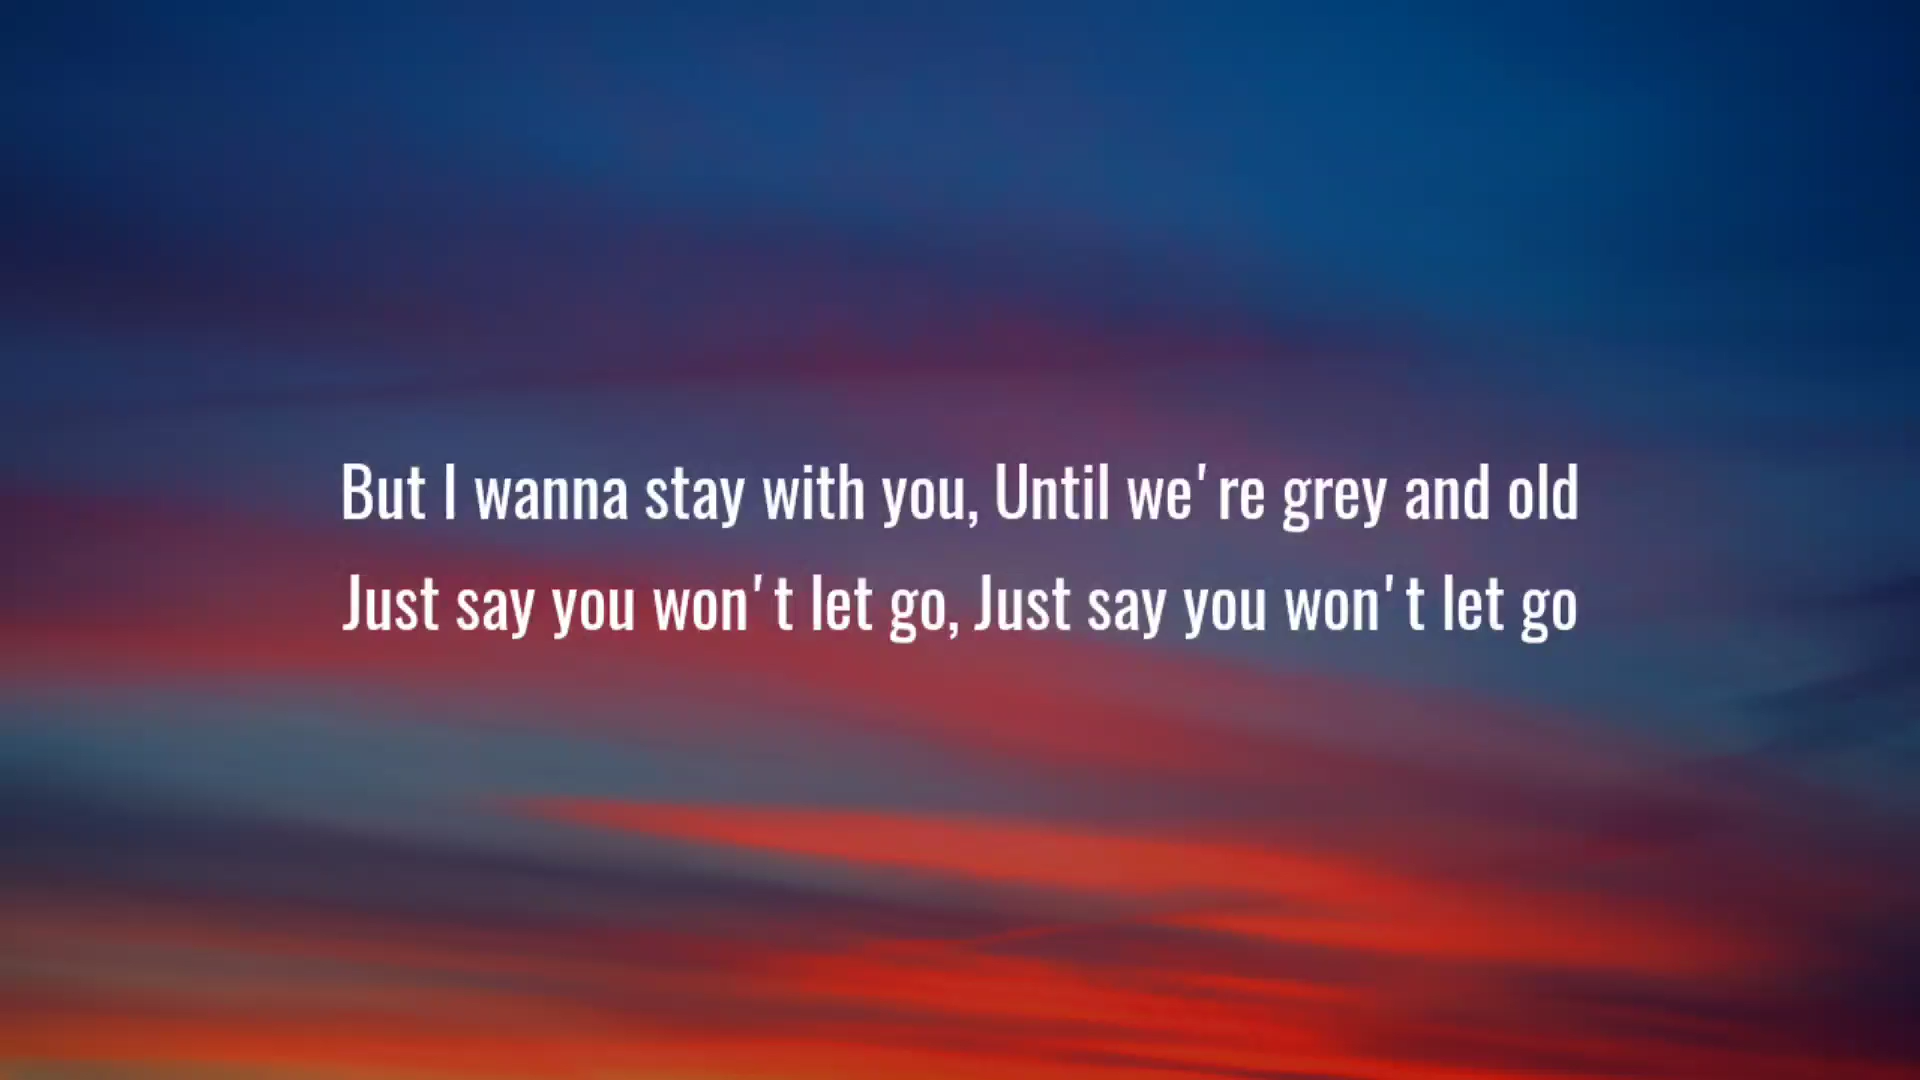 But I wanna stay with you, Until we're grey and old
Just say you won't let go, Just say you won't let go